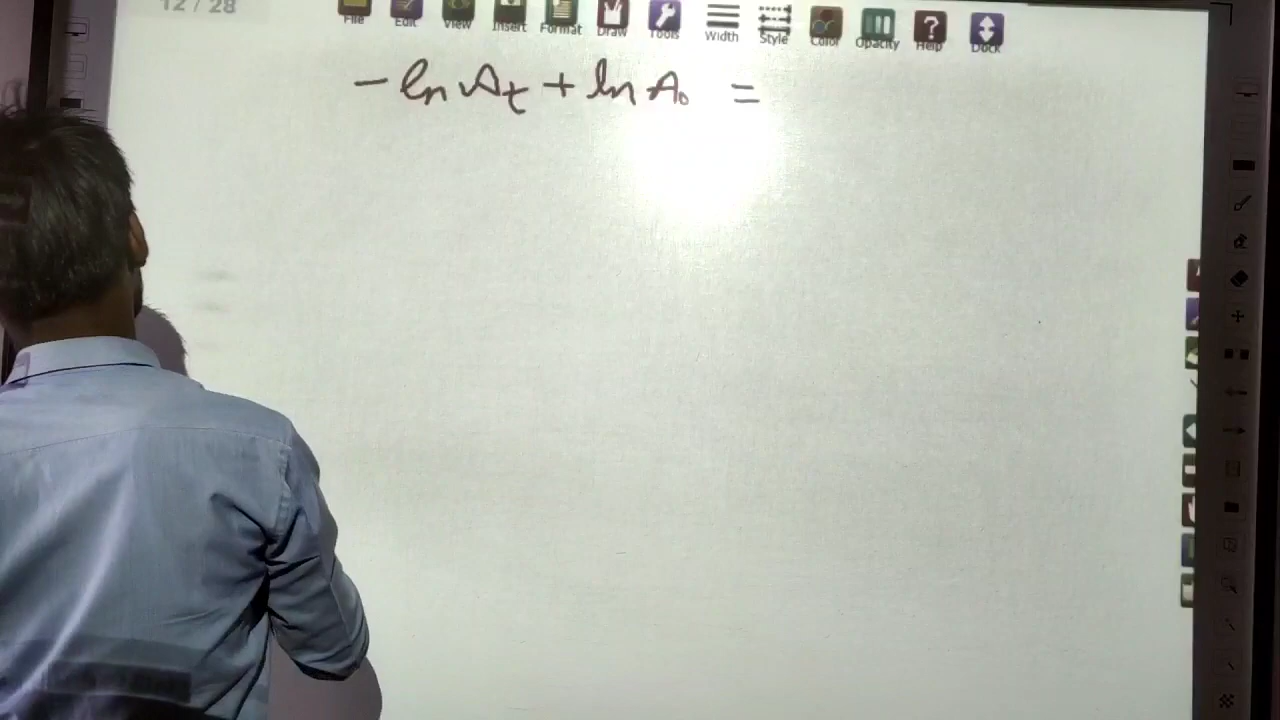 12 / 28
File Edit View Insert Format Draw Tools Width Style Color Opacity Help Dock
- ln A_t + ln A_0 =